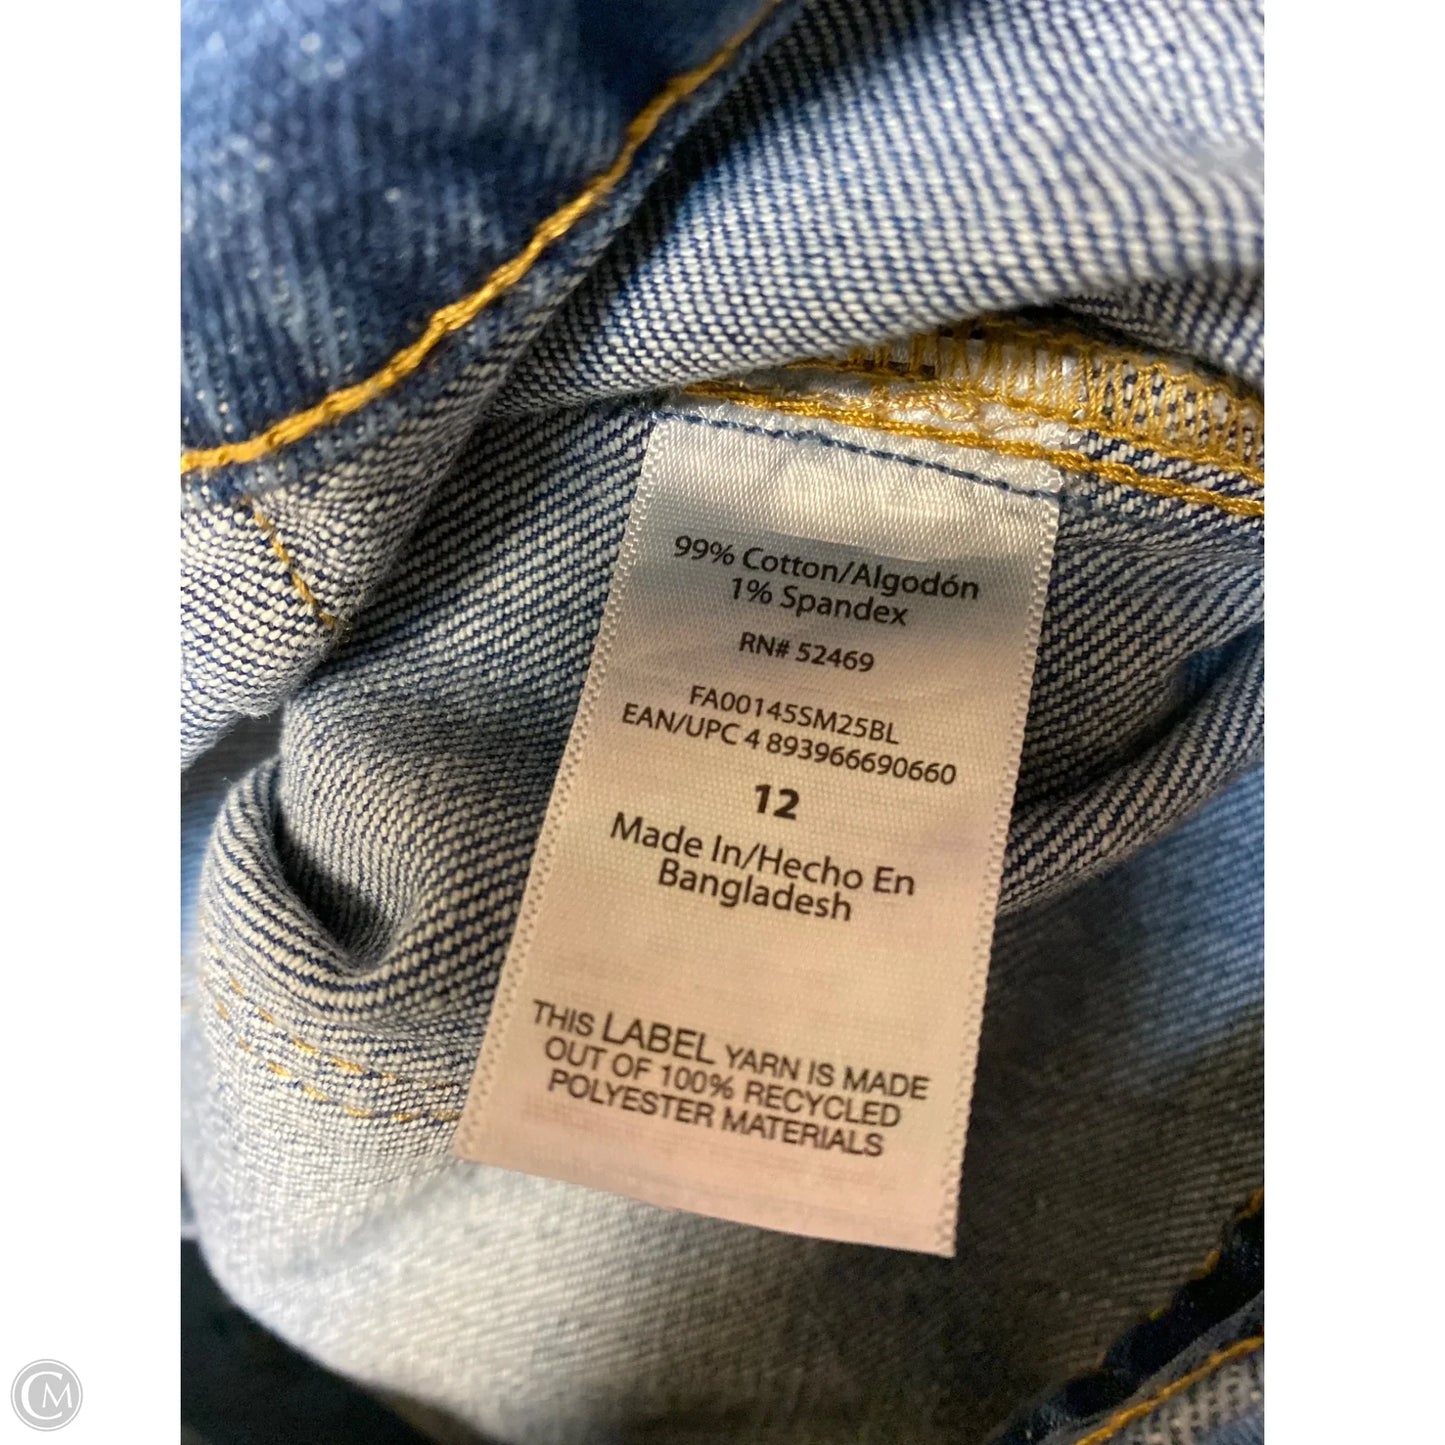 99% Cotton/Algodón
1% Spandex
RN# 52469
FA00145SM25BL
EAN/UPC 4 893966690660
12
Made In/Hecho En
Bangladesh
THIS LABEL YARN IS MADE
OUT OF 100% RECYCLED
POLYESTER MATERIALS
CM